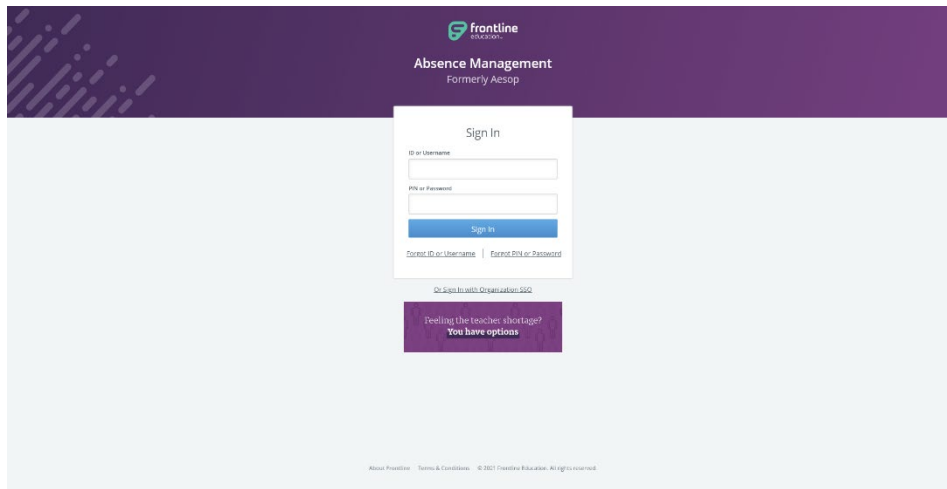 frontline
education™
Absence Management
Formerly Aesop
Sign In
ID or Username
PIN or Password
Sign In
Forgot ID or Username | Forgot PIN or Password
Or Sign In with Organization SSO
Feeling the teacher shortage?
You have options
About Frontline Terms & Conditions © 2021 Frontline Education. All rights reserved.